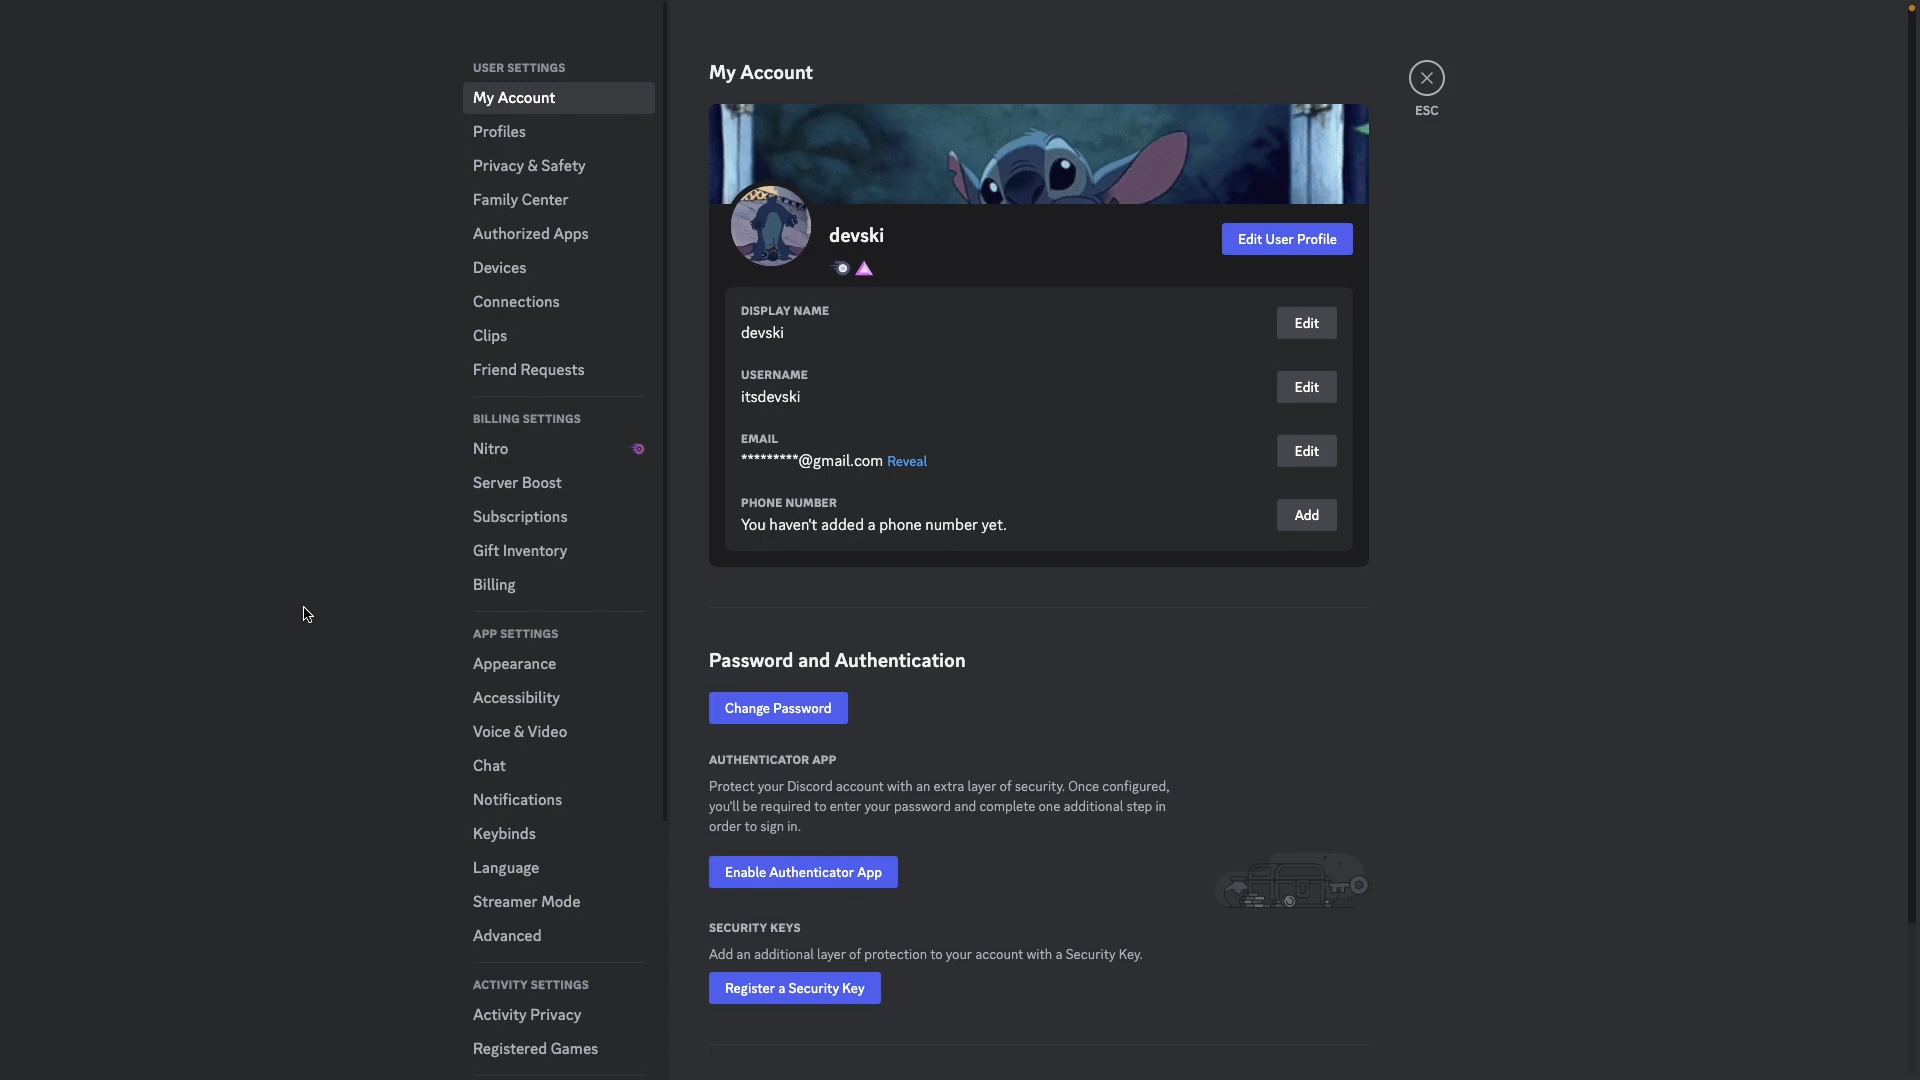 USER SETTINGS
My Account
Profiles
Privacy & Safety
Family Center
Authorized Apps
Devices
Connections
Clips
Friend Requests
BILLING SETTINGS
Nitro
Server Boost
Subscriptions
Gift Inventory
Billing
APP SETTINGS
Appearance
Accessibility
Voice & Video
Chat
Notifications
Keybinds
Language
Streamer Mode
Advanced
ACTIVITY SETTINGS
Activity Privacy
Registered Games
My Account
ESC
devski
Edit User Profile
DISPLAY NAME
devski
Edit
USERNAME
itsdevski
Edit
EMAIL
*********@gmail.com Reveal
Edit
PHONE NUMBER
You haven't added a phone number yet.
Add
Password and Authentication
Change Password
AUTHENTICATOR APP
Protect your Discord account with an extra layer of security. Once configured,
you'll be required to enter your password and complete one additional step in
order to sign in.
Enable Authenticator App
SECURITY KEYS
Add an additional layer of protection to your account with a Security Key.
Register a Security Key